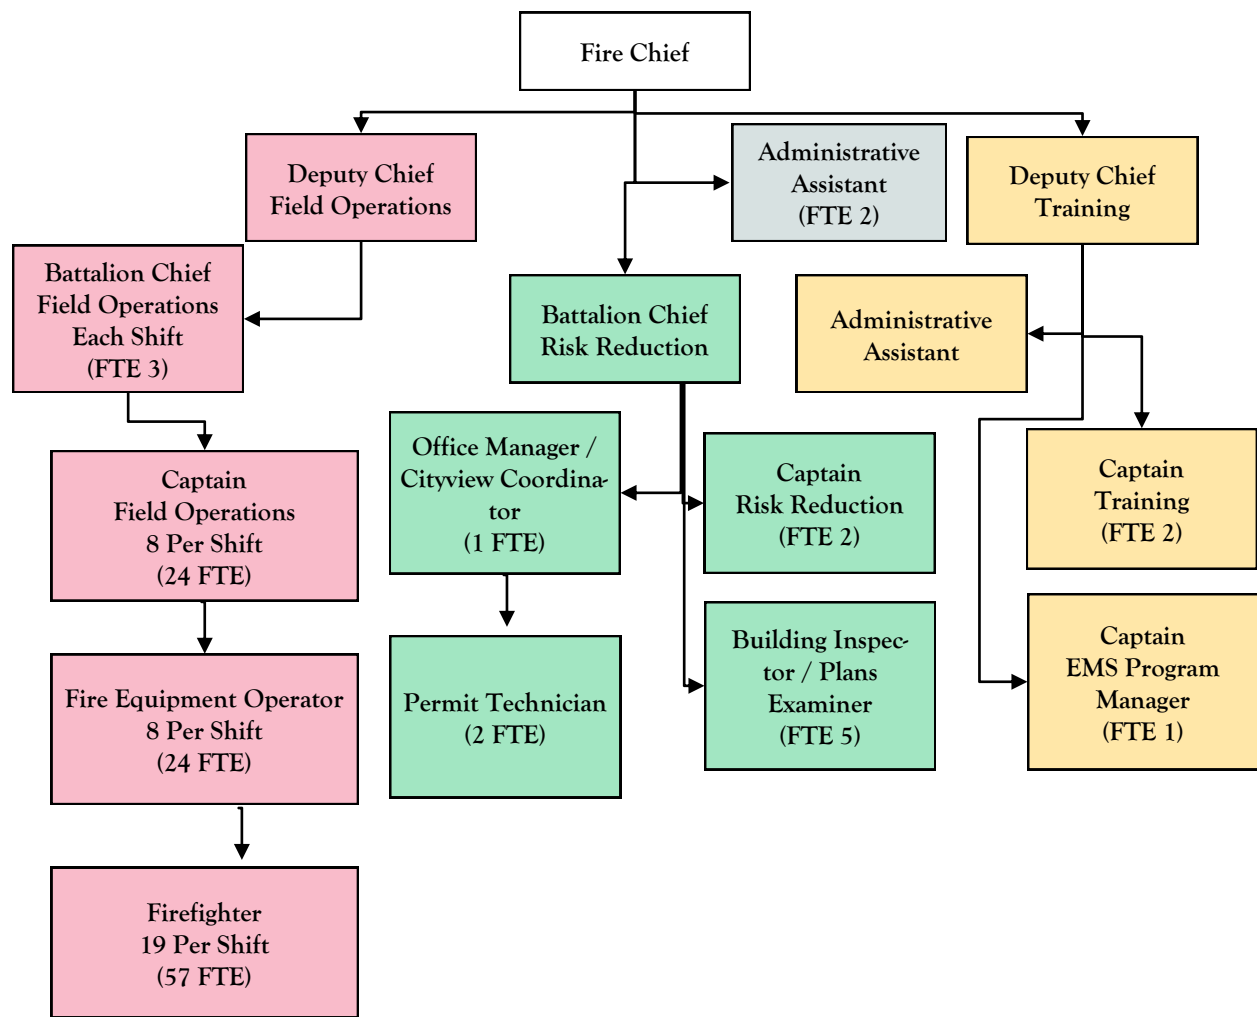 Fire Chief
Deputy Chief
Field Operations
Administrative
Assistant
(FTE 2)
Deputy Chief
Training
Battalion Chief
Field Operations
Each Shift
(FTE 3)
Battalion Chief
Risk Reduction
Administrative
Assistant
Captain
Field Operations
8 Per Shift
(24 FTE)
Office Manager /
Cityview Coordina-
tor
(1 FTE)
Captain
Risk Reduction
(FTE 2)
Captain
Training
(FTE 2)
Fire Equipment Operator
8 Per Shift
(24 FTE)
Permit Technician
(2 FTE)
Building Inspec-
tor / Plans
Examiner
(FTE 5)
Captain
EMS Program
Manager
(FTE 1)
Firefighter
19 Per Shift
(57 FTE)